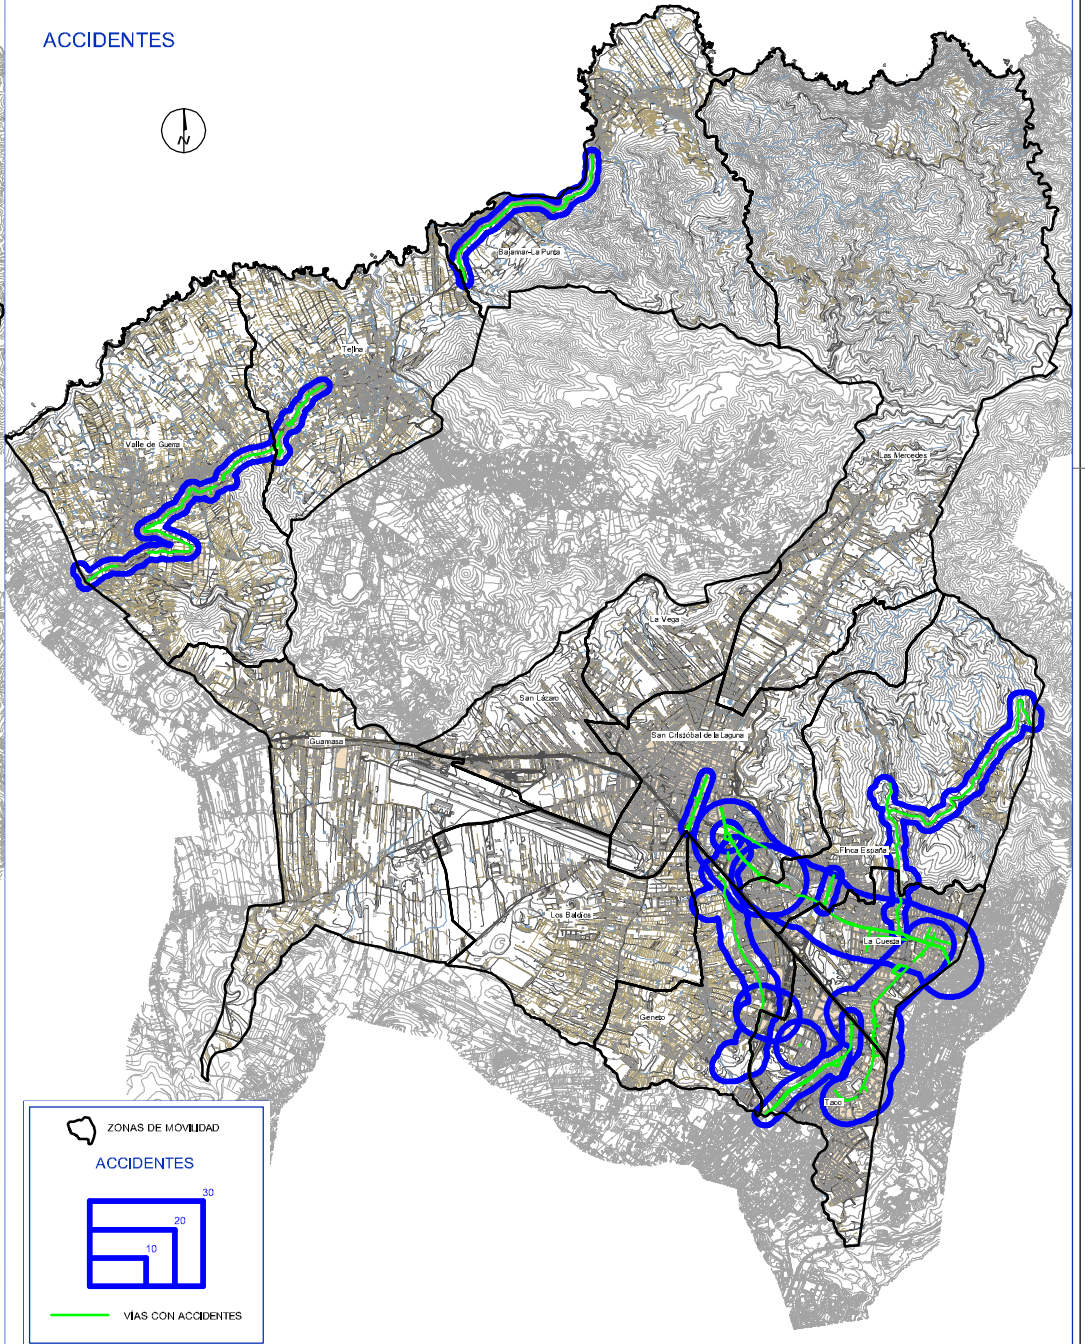 ACCIDENTES
N
Bajamar-La Punta
Tejina
Valle de Guerra
Las Mercedes
La Vega
San Lázaro
San Cristóbal de la Laguna
Guamasa
Finca España
Los Baldíos
La Cuesta
Geneto
Taco
ZONAS DE MOVILIDAD
ACCIDENTES
30
20
10
VÍAS CON ACCIDENTES